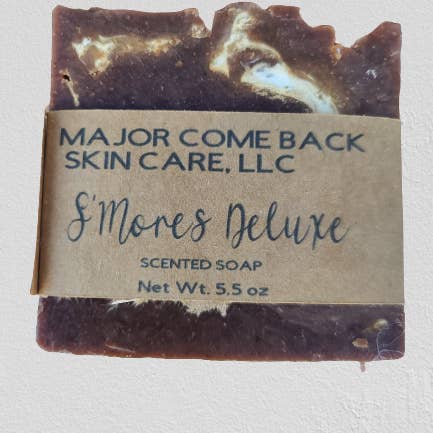 MAJOR COME BACK
SKIN CARE, LLC
S'Mores Deluxe
SCENTED SOAP
Net Wt. 5.5 oz